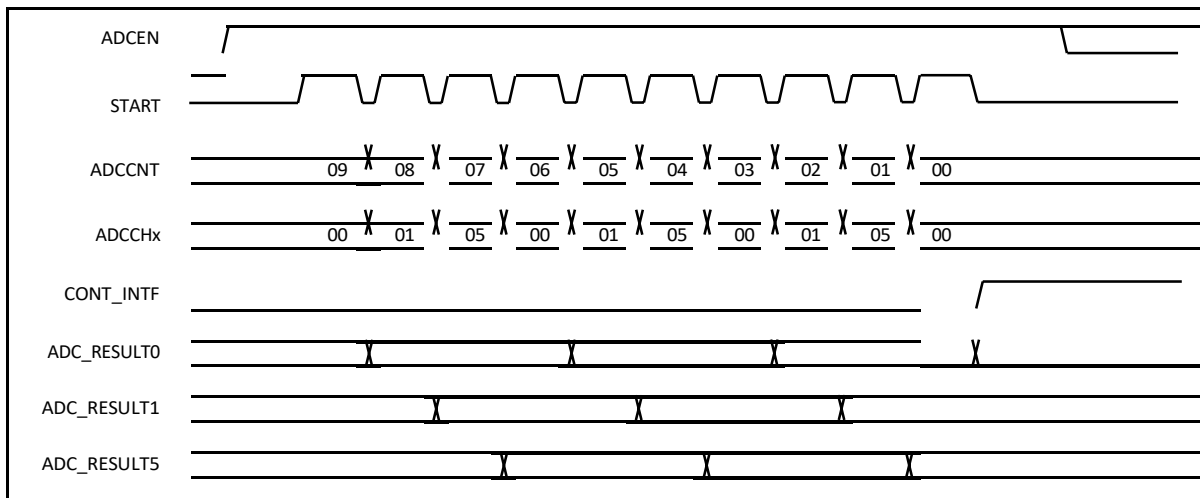 ADCEN
START
ADCCNT 09 08 07 06 05 04 03 02 01 00
ADCCHx 00 01 05 00 01 05 00 01 05 00
CONT_INTF
ADC_RESULT0
ADC_RESULT1
ADC_RESULT5